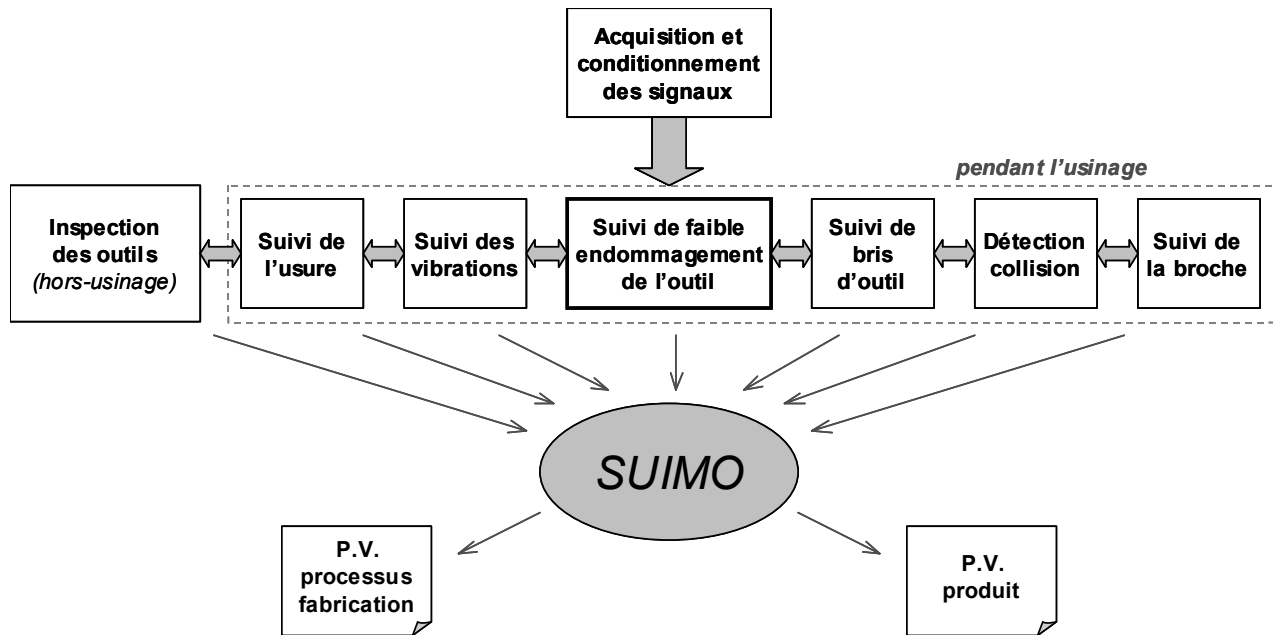 Acquisition et
conditionnement
des signaux
pendant l’usinage
Inspection
des outils
(hors-usinage)
Suivi de
l’usure
Suivi des
vibrations
Suivi de faible
endommagement
de l’outil
Suivi de
bris
d’outil
Détection
collision
Suivi de
la broche
SUIMO
P.V.
processus
fabrication
P.V.
produit